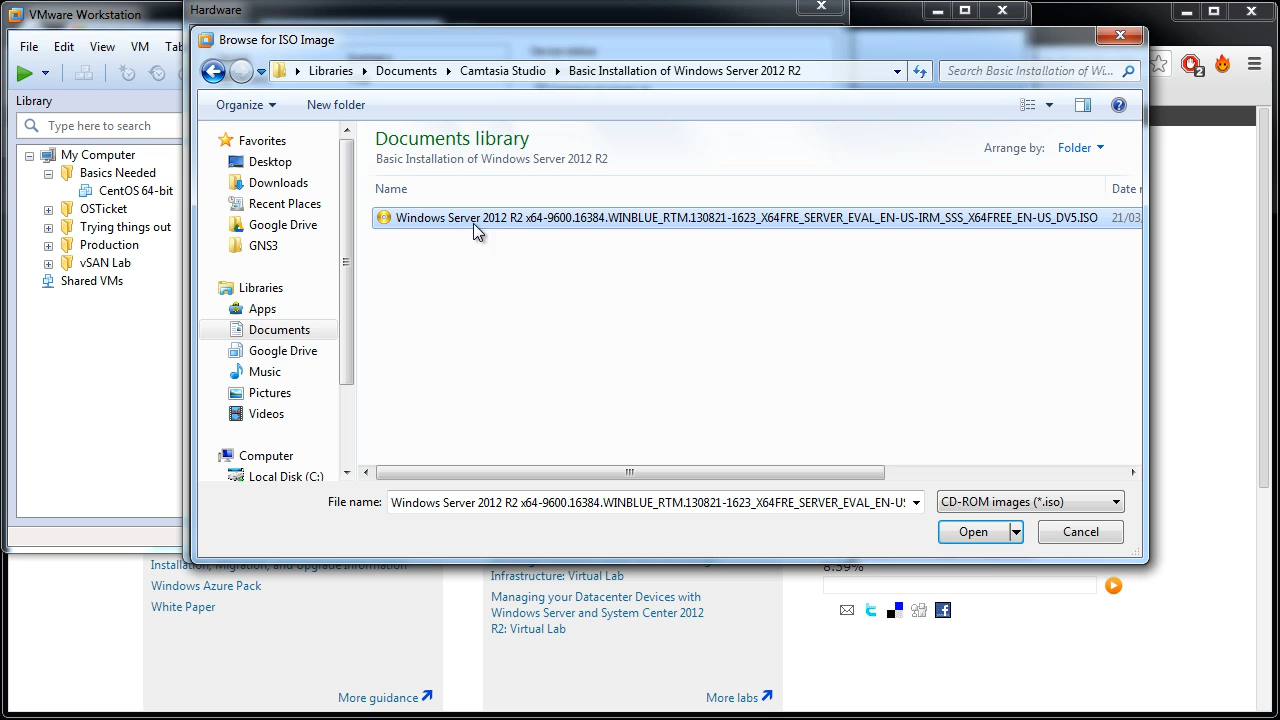 VMware Workstation
Hardware
File Edit View VM Tab
Library
Type here to search
My Computer
Basics Needed
CentOS 64-bit
OSTicket
Trying things out
Production
vSAN Lab
Shared VMs
Browse for ISO Image
Libraries Documents Camtasia Studio Basic Installation of Windows Server 2012 R2
Search Basic Installation of Wi...
Organize New folder
Favorites
Desktop
Downloads
Recent Places
Google Drive
GNS3
Libraries
Apps
Documents
Google Drive
Music
Pictures
Videos
Computer
Local Disk (C:)
Documents library
Basic Installation of Windows Server 2012 R2
Arrange by: Folder
Name Date
Windows Server 2012 R2 x64-9600.16384.WINBLUE_RTM.130821-1623_X64FRE_SERVER_EVAL_EN-US-IRM_SSS_X64FREE_EN-US_DV5.ISO 21/03
File name: Windows Server 2012 R2 x64-9600.16384.WINBLUE_RTM.130821-1623_X64FRE_SERVER_EVAL_EN-US
CD-ROM images (*.iso)
Open Cancel
2
Installation, Migration, and Upgrade Information
Windows Azure Pack
White Paper
More guidance
Infrastructure: Virtual Lab
Managing your Datacenter Devices with
Windows Server and System Center 2012
R2: Virtual Lab
More labs
8.59%